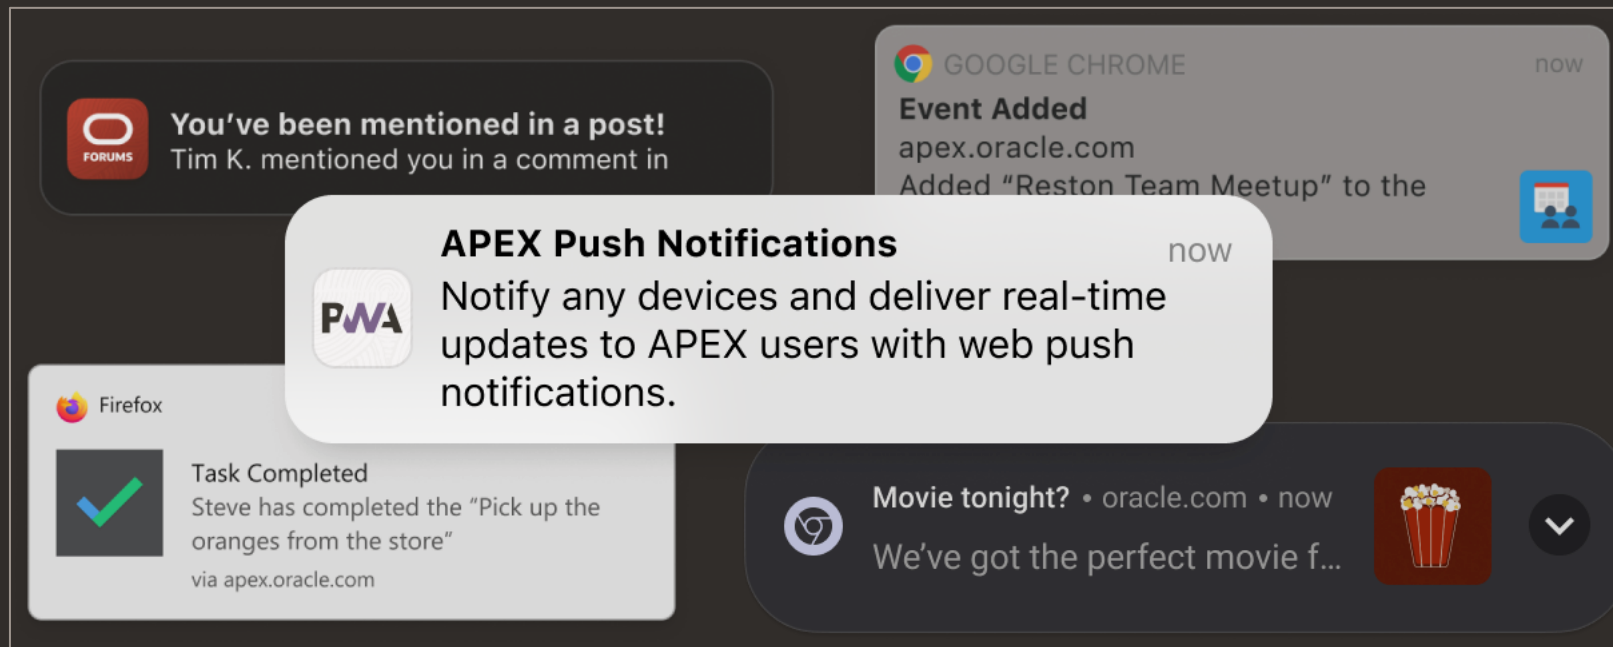 FORUMS
You've been mentioned in a post!
Tim K. mentioned you in a comment in
GOOGLE CHROME
now
Event Added
apex.oracle.com
Added “Reston Team Meetup” to the
PWA
APEX Push Notifications
now
Notify any devices and deliver real-time
updates to APEX users with web push
notifications.
Firefox
Task Completed
Steve has completed the “Pick up the
oranges from the store”
via apex.oracle.com
Movie tonight? • oracle.com • now
We've got the perfect movie f...